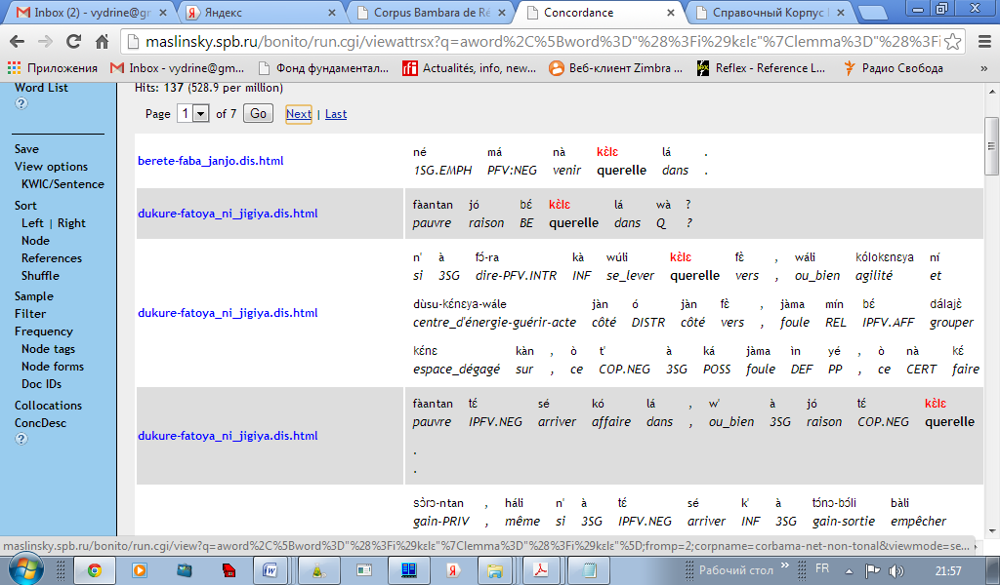 Inbox (2) - vydrine@gr
Яндекс
Corpus Bambara de Ré
Concordance
Справочный Корпус
maslinsky.spb.ru/bonito/run.cgi/viewattrsx?q=aword%2C%5Bword%3D"%28%3Fi%29kɛlɛ"%7Clemma%3D"%28%3Fi
Приложения
Inbox - vydrine@gm...
Фонд фундаментал...
Actualités, info, new...
Веб-клиент Zimbra ...
Reflex - Reference L...
Радио Свобода
»
Word List
?
Save
View options
KWIC/Sentence
Sort
Left | Right
Node
References
Shuffle
Sample
Filter
Frequency
Node tags
Node forms
Doc IDs
Collocations
ConcDesc
?
Hits: 137 (528.9 per million)
Page 1 of 7 Go Next | Last
berete-faba_janjo.dis.html
né má nà kɛ̀lɛ lá .
1SG.EMPH PFV:NEG venir querelle dans .
dukure-fatoya_ni_jigiya.dis.html
fàantan jó bɛ́ kɛ̀lɛ lá wà ?
pauvre raison BE querelle dans Q ?
dukure-fatoya_ni_jigiya.dis.html
n' à fɔ́-ra kà wúli kɛ̀lɛ fɛ̀ , wáli kólokɛnɛya ní
si 3SG dire-PFV.INTR INF se_lever querelle vers , ou_bien agilité et
dùsu-kɛ́nɛya-wále jàn ó jàn fɛ̀ , jàma mín bɛ́ dálajɛ̀
centre_d'énergie-guérir-acte côté DISTR côté vers , foule REL IPFV.AFF grouper
kɛ́nɛ kàn , ò t' à ká jàma ìn yé , ò nà kɛ́
espace_dégagé sur , ce COP.NEG 3SG POSS foule DEF PP , ce CERT faire
dukure-fatoya_ni_jigiya.dis.html
fàantan tɛ́ sé kó lá , w' à jó tɛ́ kɛ̀lɛ
pauvre IPFV.NEG arriver affaire dans , ou_bien 3SG raison COP.NEG querelle
.
.
sɔ̀rɔ-ntan , háli n' à tɛ́ sé k' à tɔ́nɔ-bɔ́li bàli
gain-PRIV , même si 3SG IPFV.NEG arriver INF 3SG gain-sortie empêcher
maslinsky.spb.ru/bonito/run.cgi/view?q=aword%2C%5Bword%3D"%28%3Fi%29kɛlɛ"%7Clemma%3D"%28%3Fi%29kɛlɛ"%5D;fromp=2;corpname=corbama-net-non-tonal&viewmode=se...
Рабочий стол
»
FR
21:57